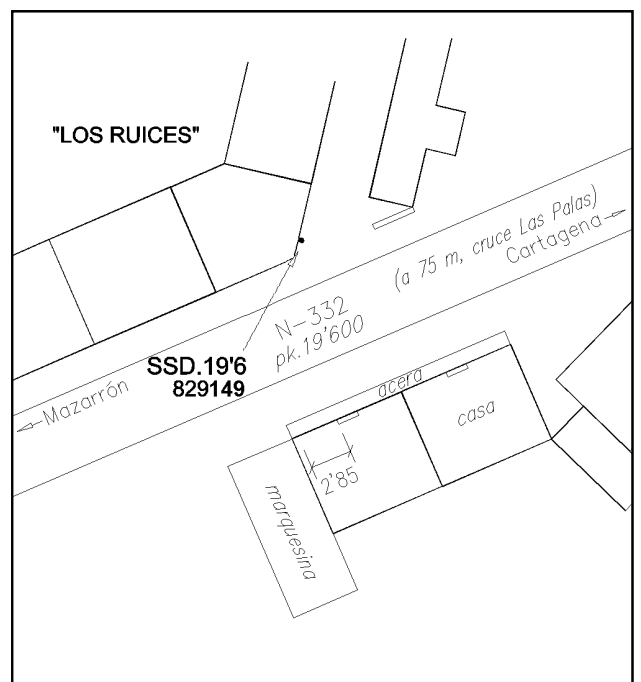 "LOS RUICES"
(a 75 m, cruce Las Palas)
Cartagena
N-332
pk.19'600
SSD.19'6
829149
Mazarrón
acera
casa
2'85
marquesina